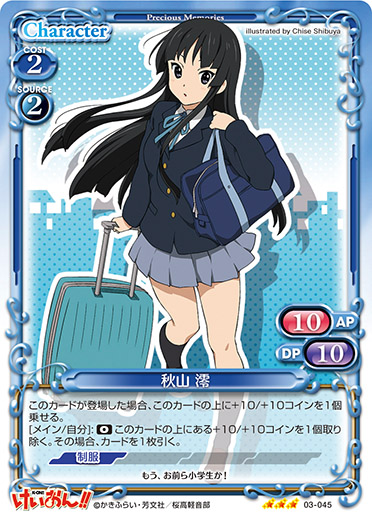 Precious Memories
Character
illustrated by Chise Shibuya
COST
2
SOURCE
2
10 AP
DP 10
秋山 澪
このカードが登場した場合、このカードの上に+10/+10コインを1個
乗せる。
[メイン/自分]: このカードの上にある+10/+10コインを1個取り
除く。その場合、カードを1枚引く。
制服
もう、お前ら小学生か!
けいおん!!
K-ON!
©かきふらい・芳文社/桜高軽音部
03-045